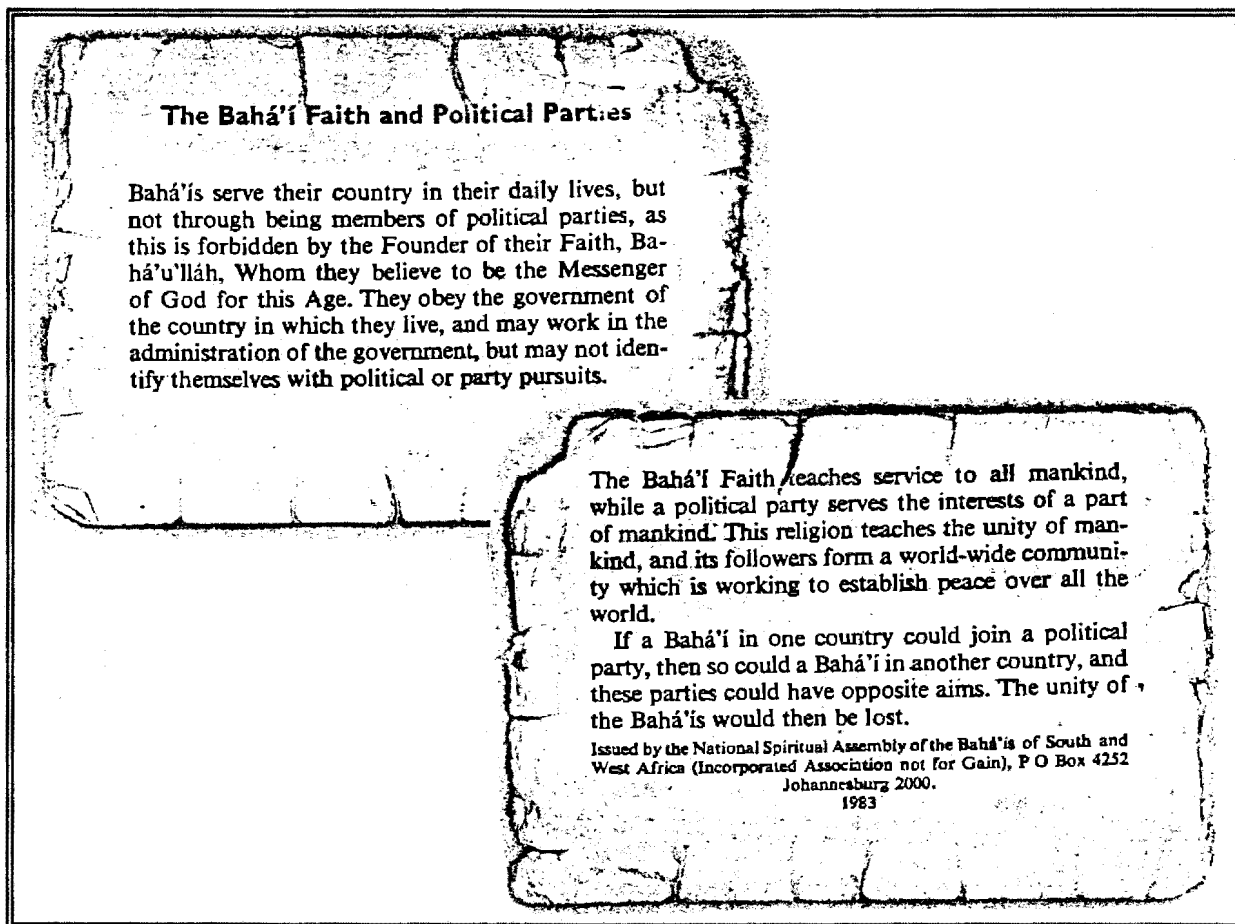 The Bahá'í Faith and Political Parties
Bahá'ís serve their country in their daily lives, but
not through being members of political parties, as
this is forbidden by the Founder of their Faith, Ba-
há'u'lláh, Whom they believe to be the Messenger
of God for this Age. They obey the government of
the country in which they live, and may work in the
administration of the government, but may not iden-
tify themselves with political or party pursuits.
The Bahá'í Faith teaches service to all mankind,
while a political party serves the interests of a part
of mankind. This religion teaches the unity of man-
kind, and its followers form a world-wide communi-
ty which is working to establish peace over all the
world.
If a Bahá'í in one country could join a political
party, then so could a Bahá'í in another country, and
these parties could have opposite aims. The unity of
the Bahá'ís would then be lost.
Issued by the National Spiritual Assembly of the Bahá'ís of South and
West Africa (Incorporated Association not for Gain), P O Box 4252
Johannesburg 2000.
1983